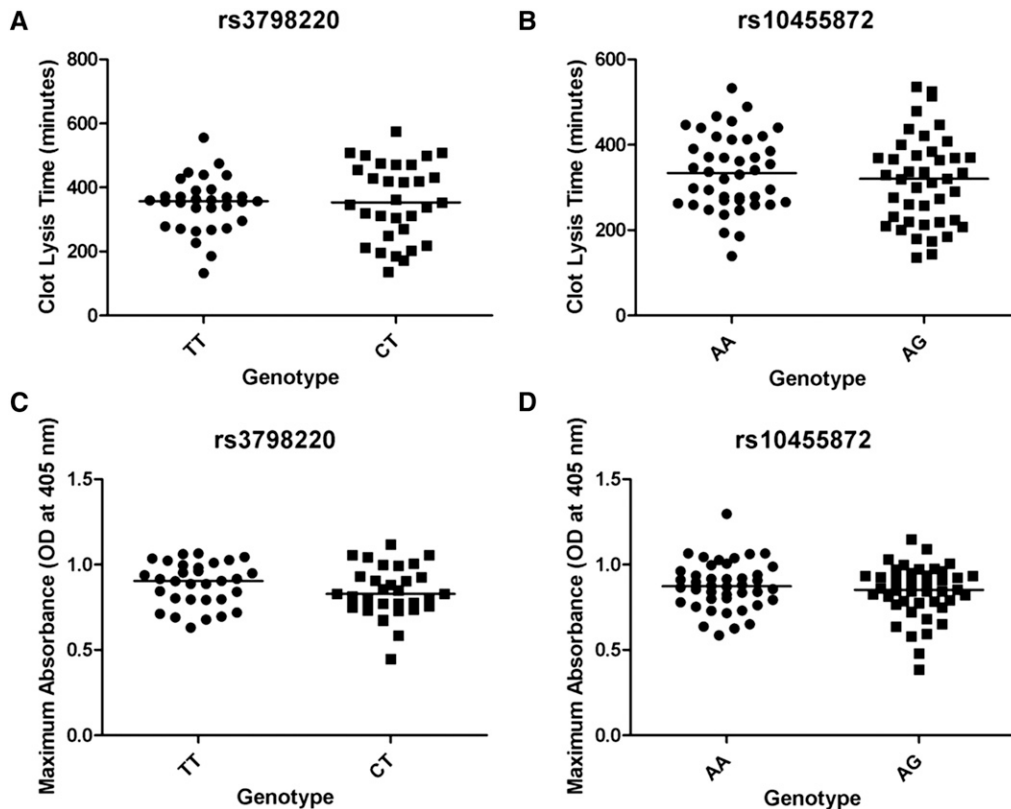 A
rs3798220
Clot Lysis Time (minutes)
800
600
400
200
0
TT
CT
Genotype
B
rs10455872
Clot Lysis Time (minutes)
600
400
200
0
AA
AG
Genotype
C
rs3798220
Maximum Absorbance (OD at 405 nm)
1.5
1.0
0.5
0.0
TT
CT
Genotype
D
rs10455872
Maximum Absorbance (OD at 405 nm)
1.5
1.0
0.5
0.0
AA
AG
Genotype